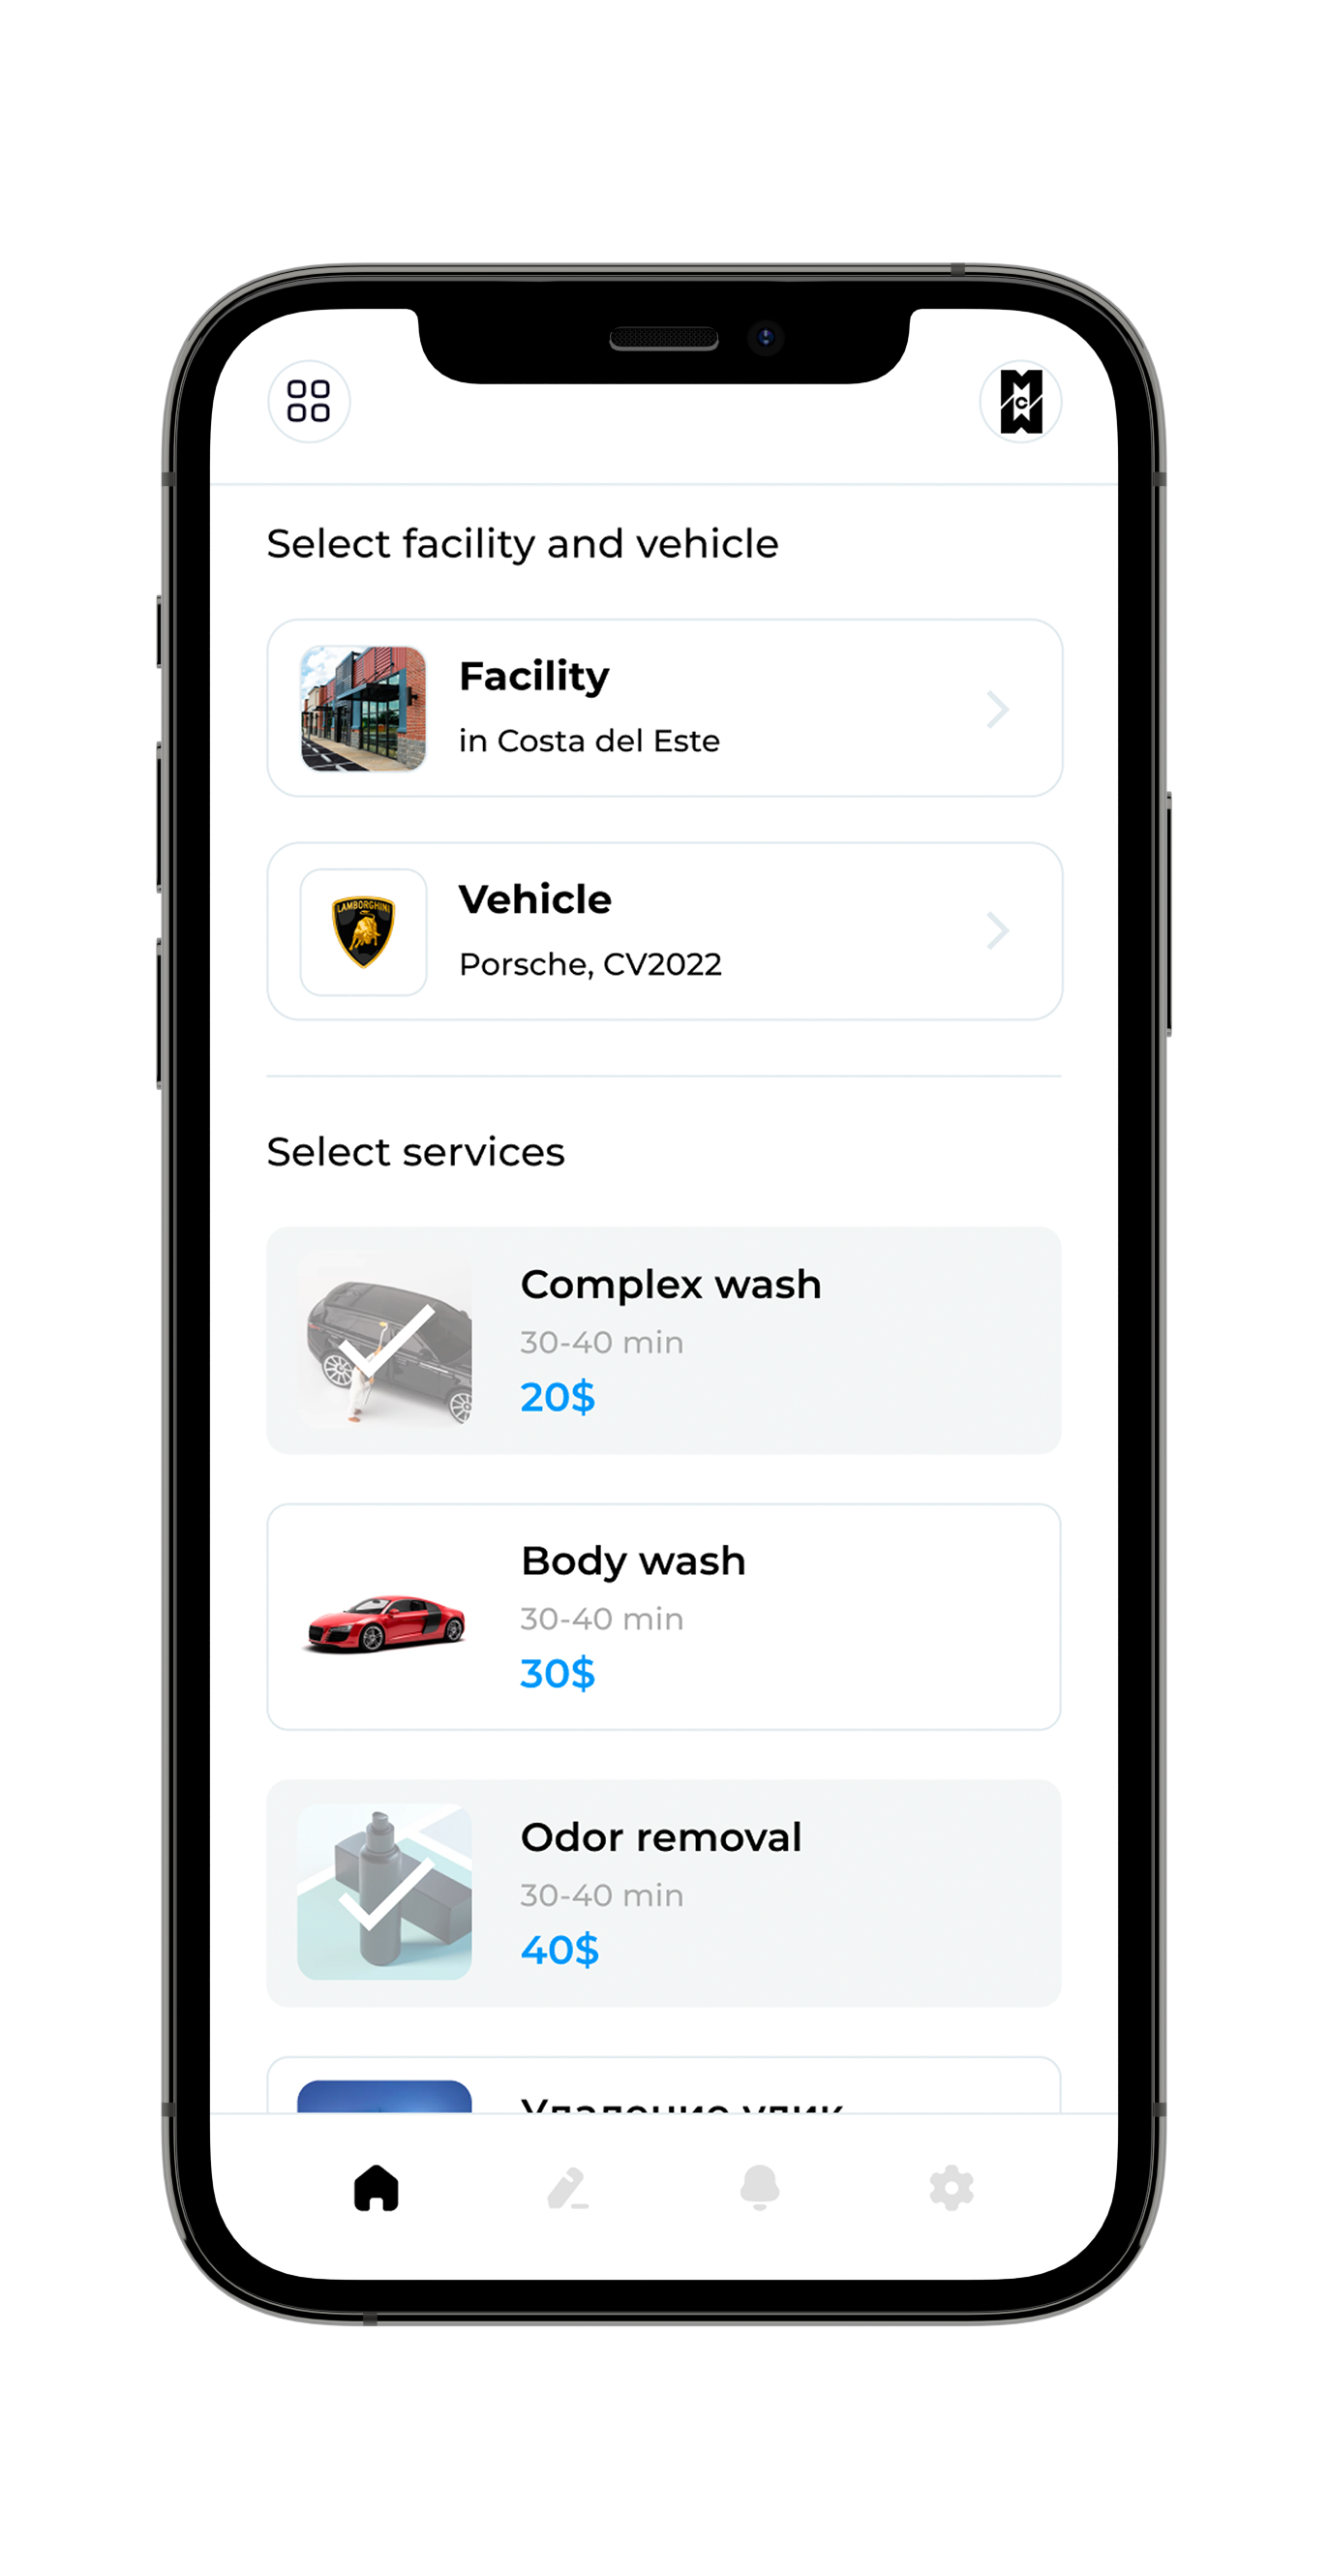 Select facility and vehicle
Facility
in Costa del Este
LAMBORGHINI
Vehicle
Porsche, CV2022
Select services
Complex wash
30-40 min
20$
Body wash
30-40 min
30$
Odor removal
30-40 min
40$